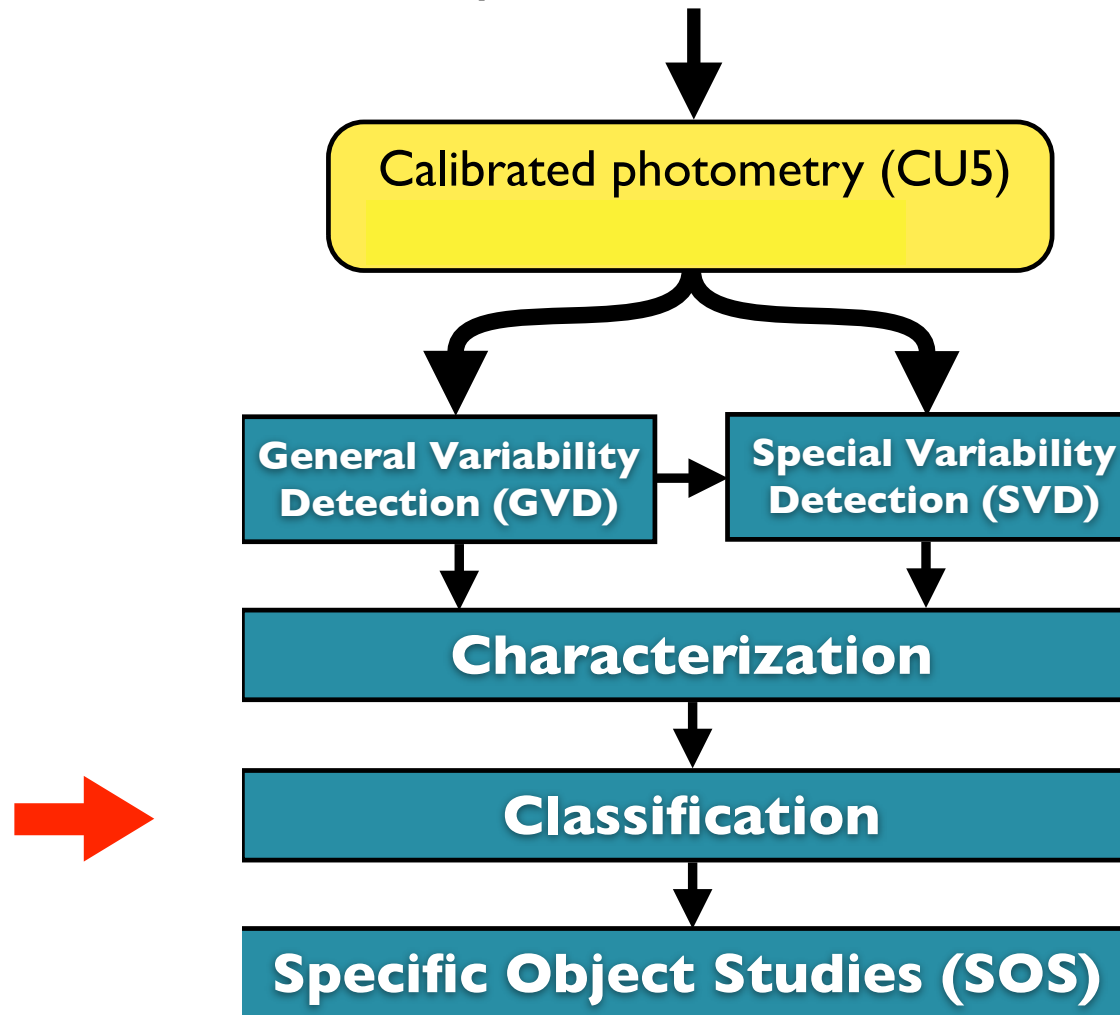 Calibrated photometry (CU5)
General Variability
Detection (GVD)
Special Variability
Detection (SVD)
Characterization
Classification
Specific Object Studies (SOS)